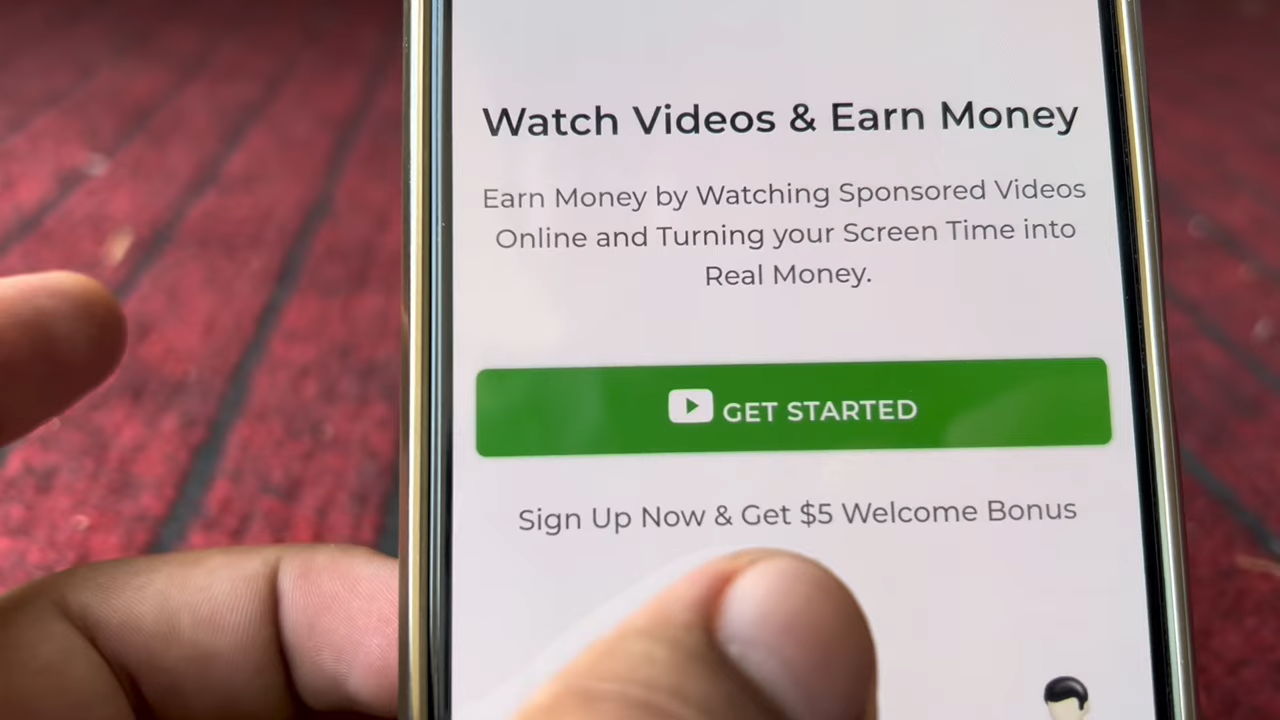 Watch Videos & Earn Money
Earn Money by Watching Sponsored Videos
Online and Turning your Screen Time into
Real Money.
GET STARTED
Sign Up Now & Get $5 Welcome Bonus